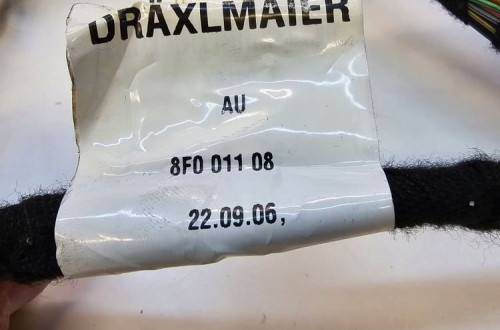 DRÄXLMAIER
AU
8F0 011 08
22.09.06,